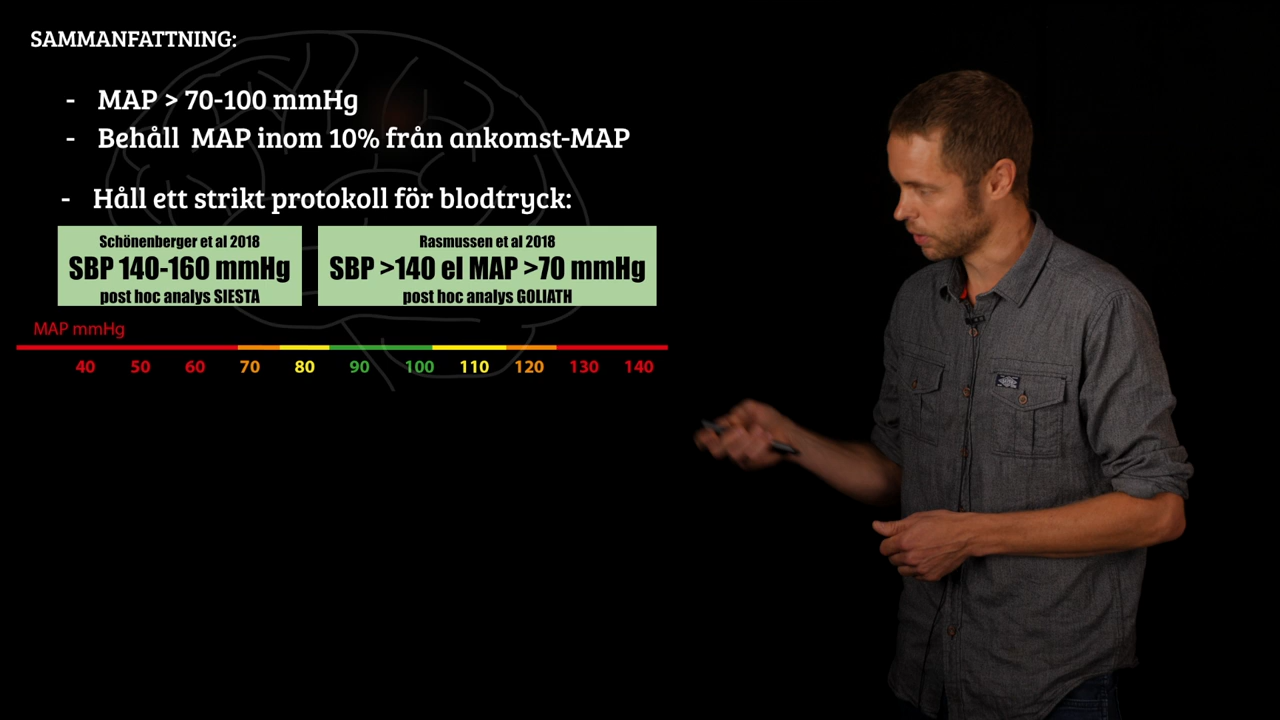 SAMMANFATTNING:
- MAP > 70-100 mmHg
- Behåll MAP inom 10% från ankomst-MAP
- Håll ett strikt protokoll för blodtryck:
Schönenberger et al 2018
SBP 140-160 mmHg
post hoc analys SIESTA
Rasmussen et al 2018
SBP >140 el MAP >70 mmHg
post hoc analys GOLIATH
MAP mmHg
40 50 60 70 80 90 100 110 120 130 140